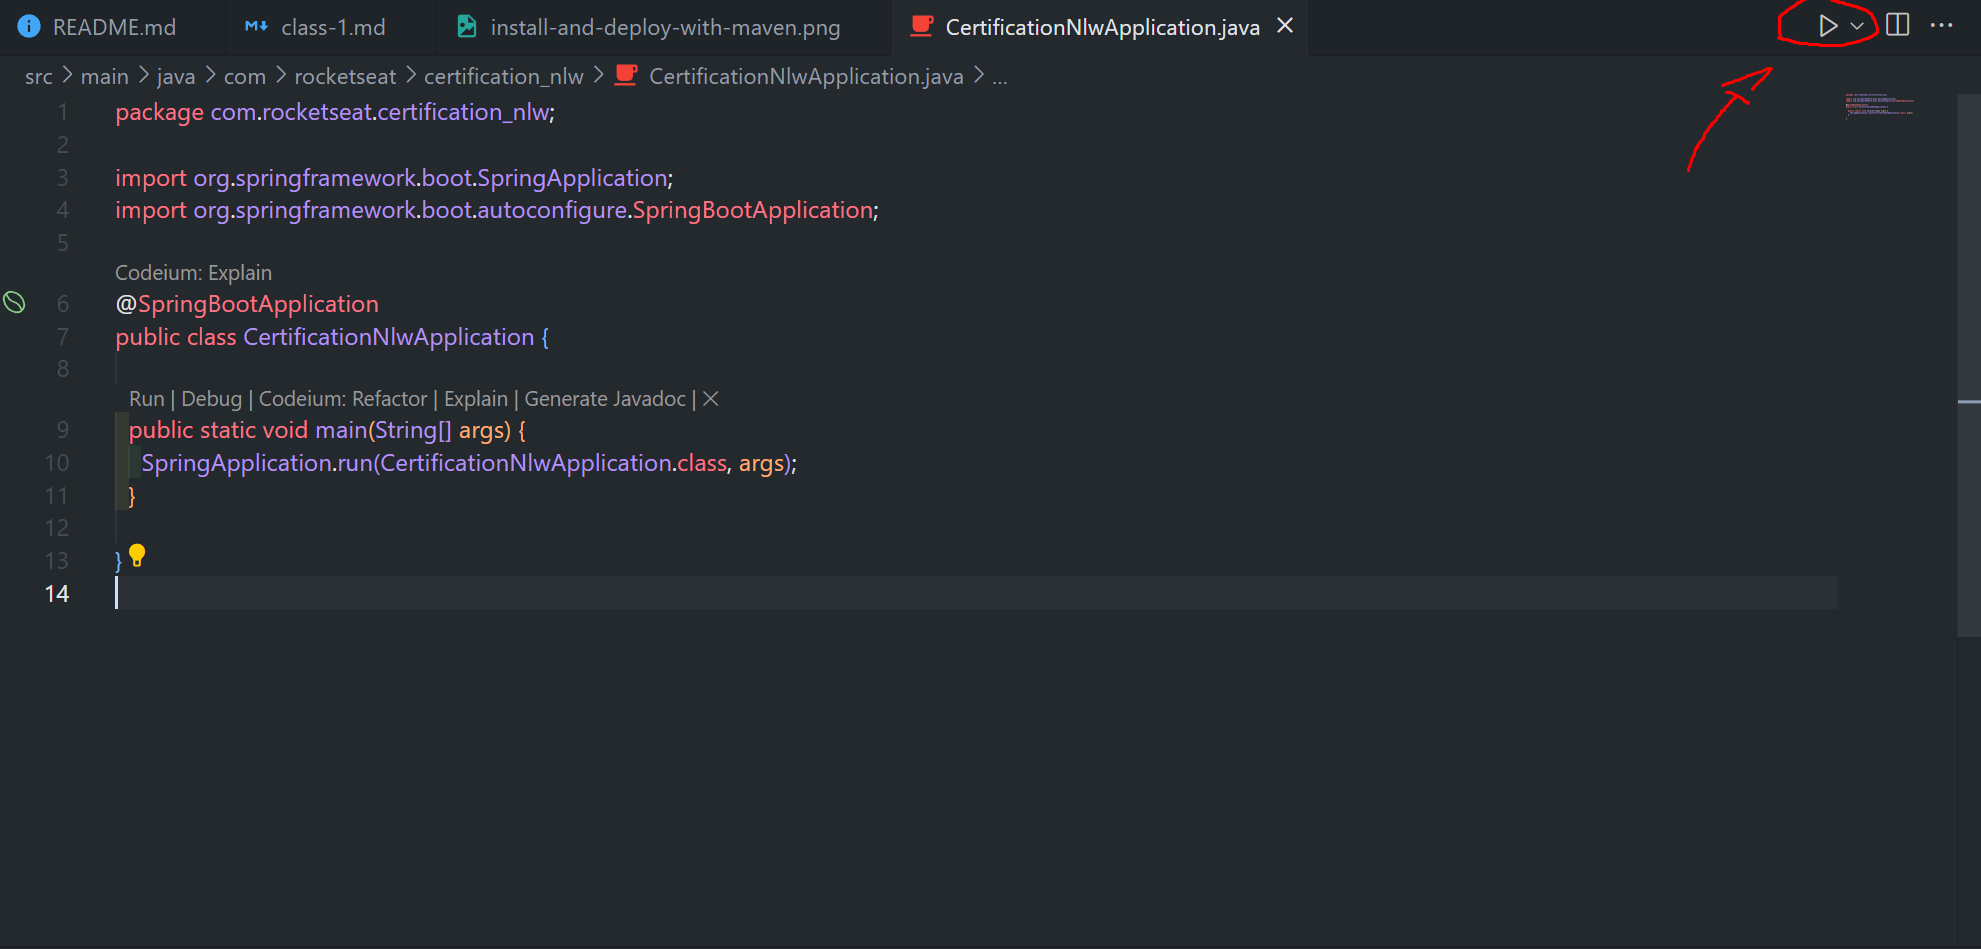 README.md class-1.md install-and-deploy-with-maven.png CertificationNlwApplication.java
src > main > java > com > rocketseat > certification_nlw > CertificationNlwApplication.java > ...
1 package com.rocketseat.certification_nlw;
2
3 import org.springframework.boot.SpringApplication;
4 import org.springframework.boot.autoconfigure.SpringBootApplication;
5
Codeium: Explain
6 @SpringBootApplication
7 public class CertificationNlwApplication {
8
Run | Debug | Codeium: Refactor | Explain | Generate Javadoc | ×
9 public static void main(String[] args) {
10 SpringApplication.run(CertificationNlwApplication.class, args);
11 }
12
13 }
14